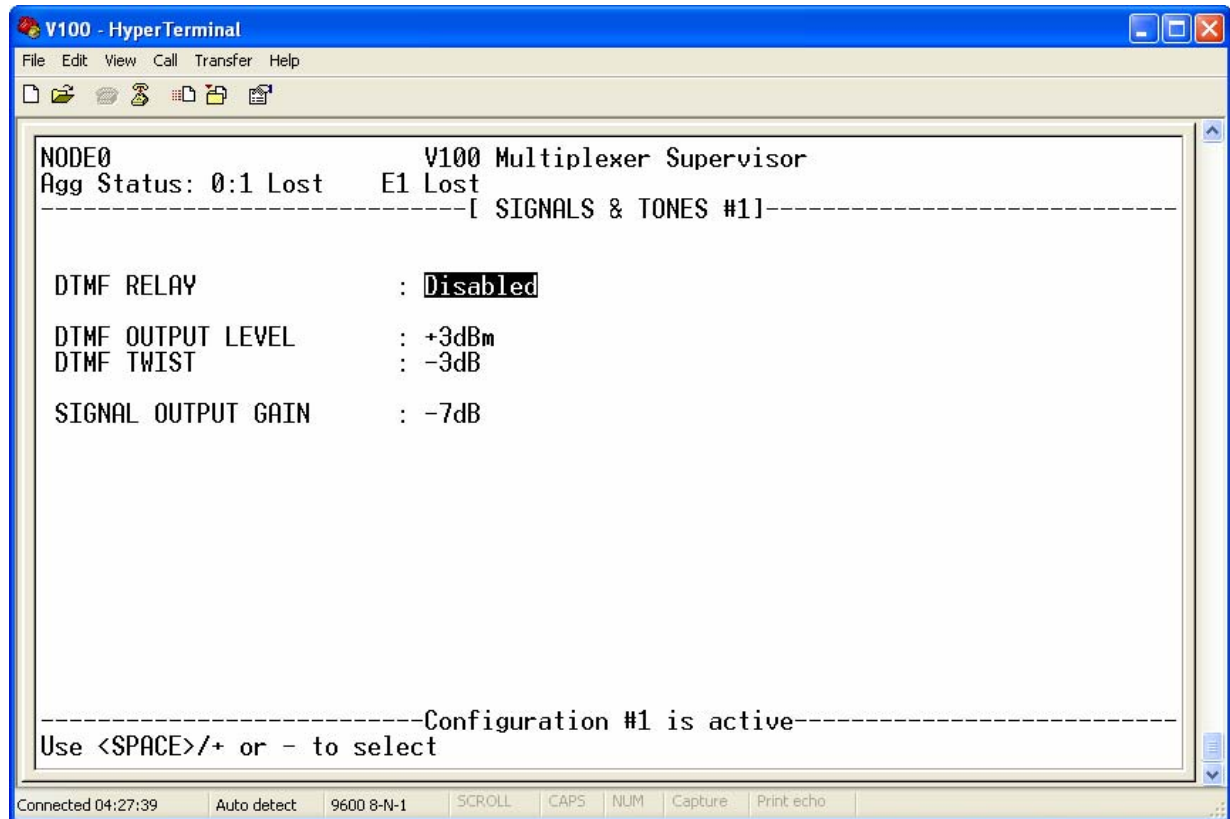 V100 - HyperTerminal
File Edit View Call Transfer Help
NODE0 V100 Multiplexer Supervisor
Agg Status: 0:1 Lost E1 Lost
------------------------------[ SIGNALS & TONES #1]-----------------------------
DTMF RELAY : Disabled
DTMF OUTPUT LEVEL : +3dBm
DTMF TWIST : -3dB
SIGNAL OUTPUT GAIN : -7dB
---------------------------Configuration #1 is active---------------------------
Use <SPACE>/+ or - to select
Connected 04:27:39 Auto detect 9600 8-N-1 SCROLL CAPS NUM Capture Print echo